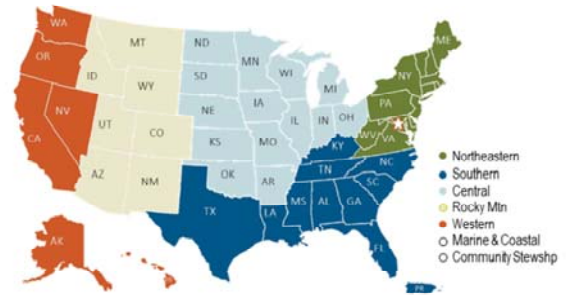 WA
OR
CA
NV
ID
MT
WY
UT
CO
AZ
NM
ND
SD
NE
KS
OK
MN
IA
MO
AR
WI
IL
MI
IN
OH
KY
TN
TX
LA
MS
AL
GA
FL
SC
NC
VA
WV
PA
NY
ME
AK
PR
Northeastern
Southern
Central
Rocky Mtn
Western
Marine & Coastal
Community Stewshp